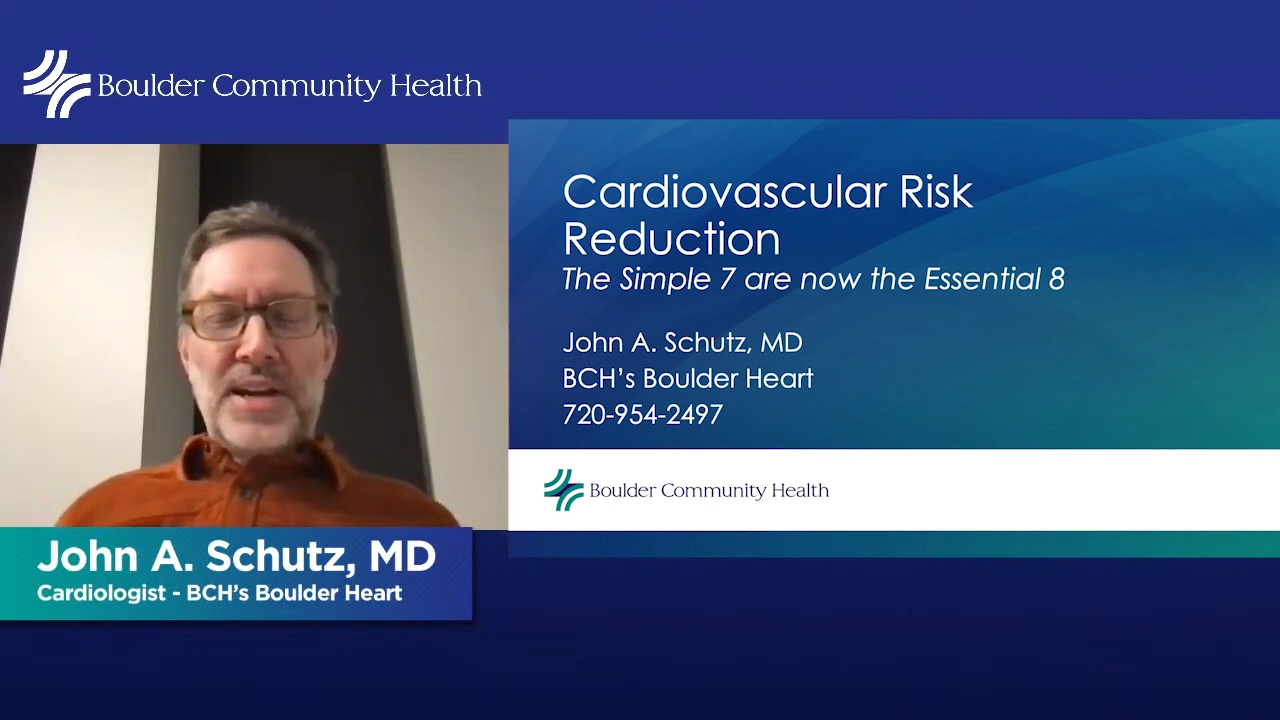 Boulder Community Health
Cardiovascular Risk
Reduction
The Simple 7 are now the Essential 8
John A. Schutz, MD
BCH’s Boulder Heart
720-954-2497
Boulder Community Health
John A. Schutz, MD
Cardiologist - BCH’s Boulder Heart